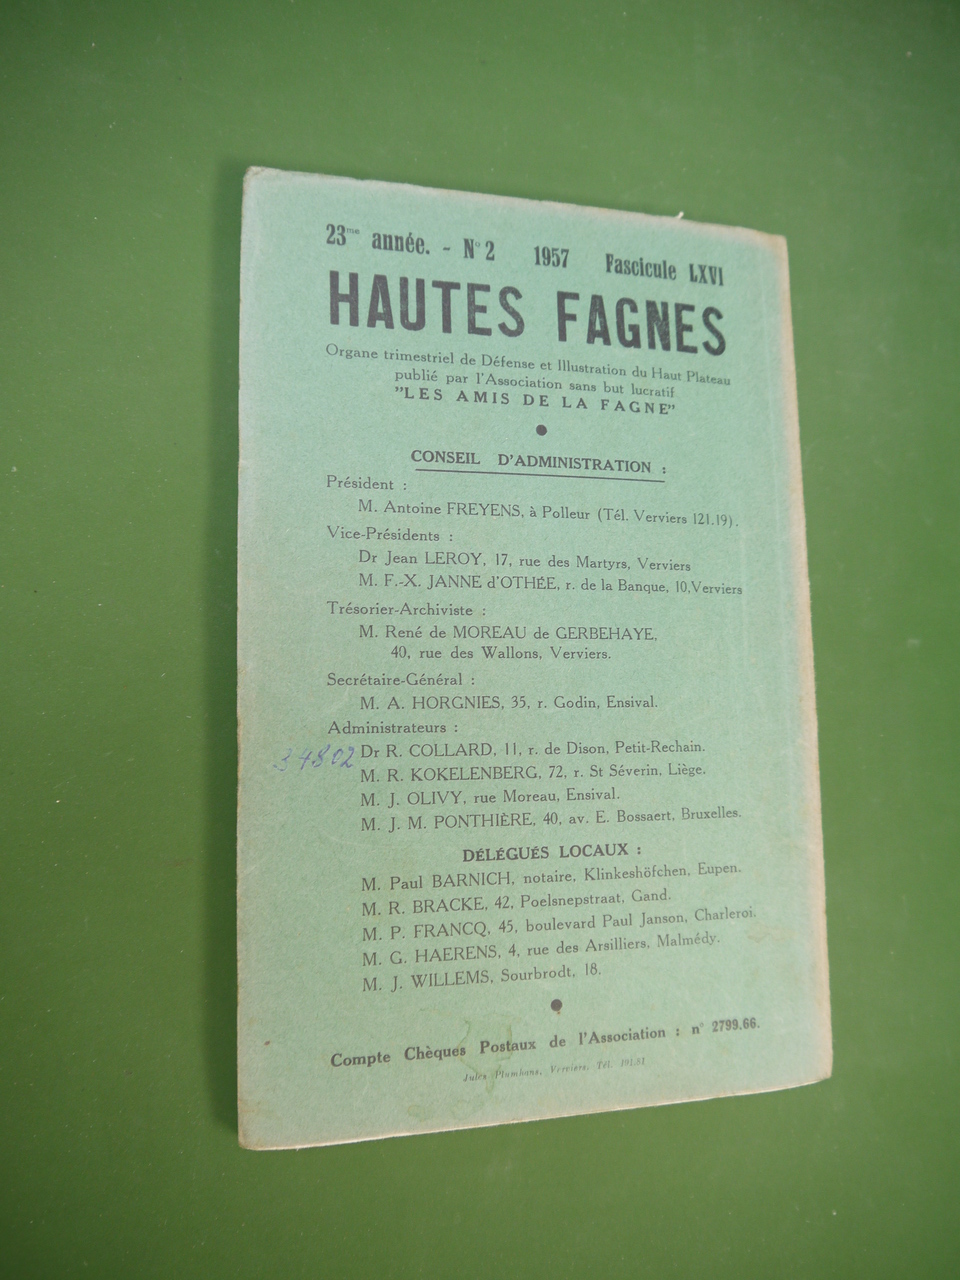 23me année. - N° 2 1957 Fascicule LXVI
HAUTES FAGNES
Organe trimestriel de Défense et Illustration du Haut Plateau
publié par l'Association sans but lucratif
"LES AMIS DE LA FAGNE"
CONSEIL D'ADMINISTRATION :
Président :
M. Antoine FREYENS, à Polleur (Tél. Verviers 121.19).
Vice-Présidents :
Dr Jean LEROY, 17, rue des Martyrs, Verviers
M. F.-X. JANNE d'OTHÉE, r. de la Banque, 10, Verviers
Trésorier-Archiviste :
M. René de MOREAU de GERBEHAYE,
40, rue des Wallons, Verviers.
Secrétaire-Général :
M. A. HORGNIES, 35, r. Godin, Ensival.
Administrateurs :
34802
Dr R. COLLARD, 11, r. de Dison, Petit-Rechain.
M. R. KOKELENBERG, 72, r. St Séverin, Liège.
M. J. OLIVY, rue Moreau, Ensival.
M. J. M. PONTHIÈRE, 40, av. E. Bossaert, Bruxelles.
DÉLÉGUÉS LOCAUX :
M. Paul BARNICH, notaire, Klinkeshöfchen, Eupen.
M. R. BRACKE, 42, Poelsnepstraat, Gand.
M. P. FRANCQ, 45, boulevard Paul Janson, Charleroi.
M. G. HAERENS, 4, rue des Arsilliers, Malmédy.
M. J. WILLEMS, Sourbrodt, 18.
Compte Chèques Postaux de l'Association : n° 2799.66.
Jules Plumhans, Verviers, Tél. 191.81